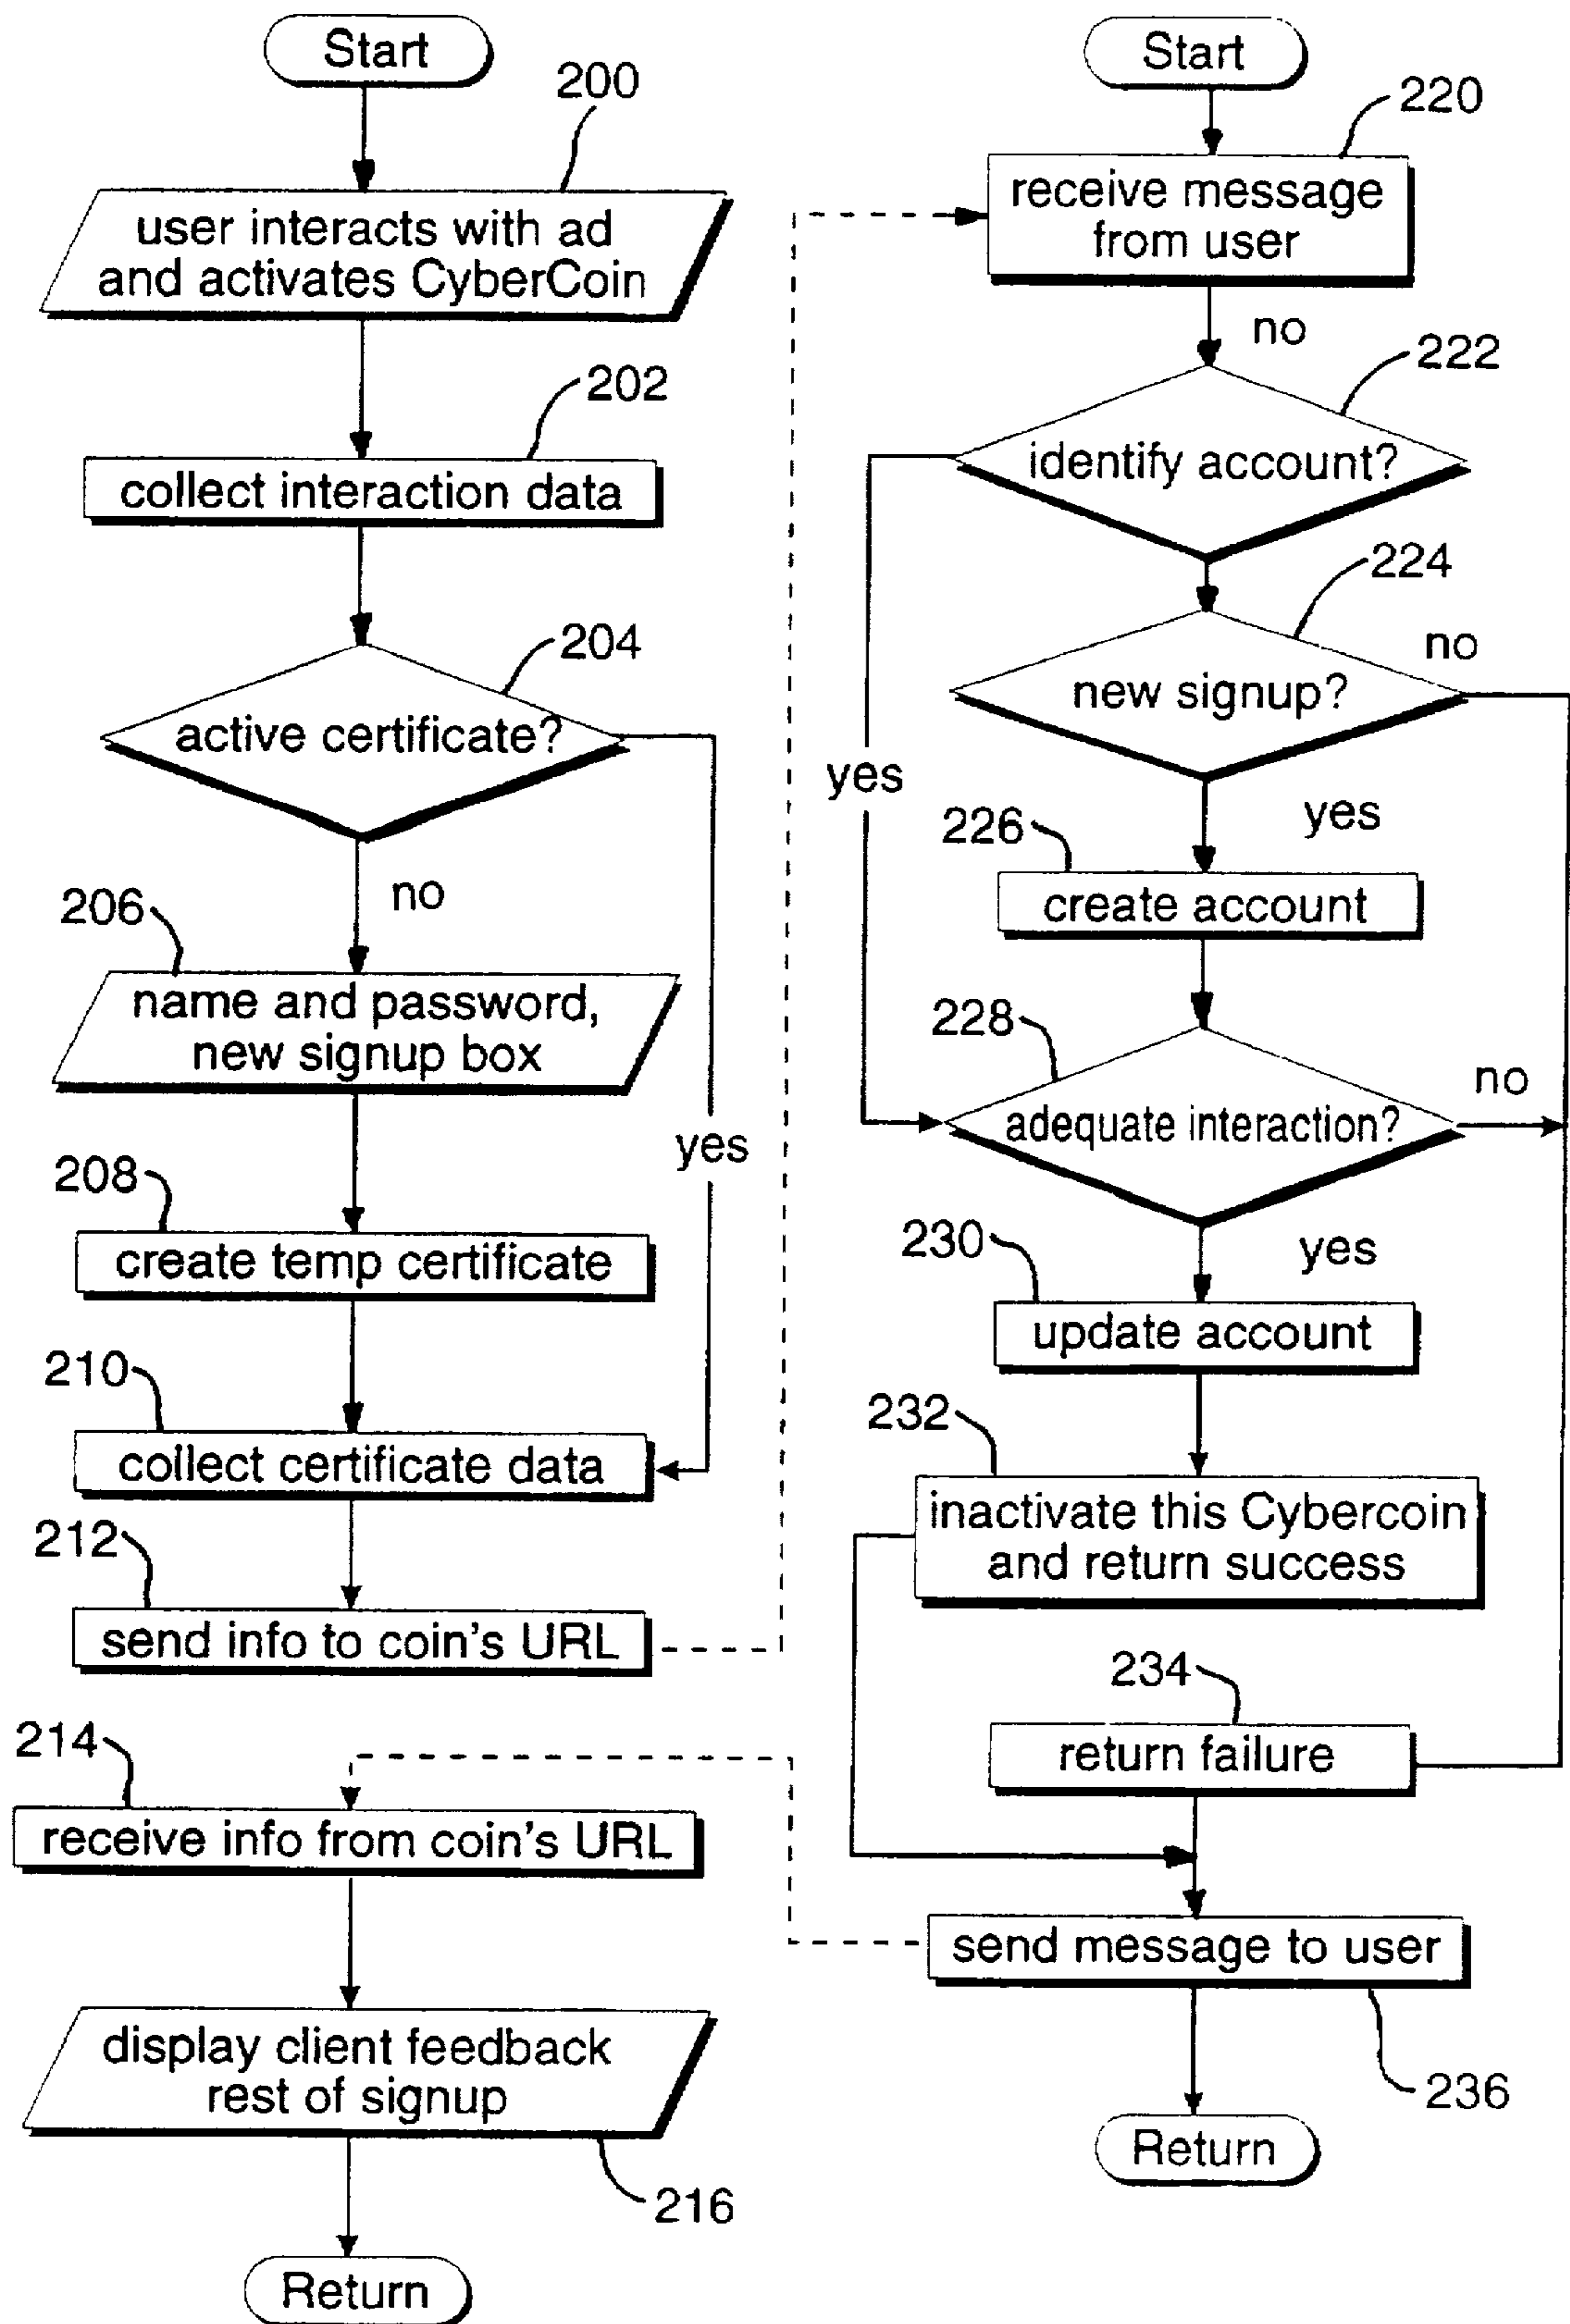 Start
200
user interacts with ad
and activates CyberCoin
202
collect interaction data
204
active certificate?
no
206
name and password,
new signup box
yes
208
create temp certificate
210
collect certificate data
212
send info to coin's URL
214
receive info from coin's URL
display client feedback
rest of signup
216
Return
Start
220
receive message
from user
no
222
identify account?
224
no
new signup?
yes
yes
226
create account
228
no
adequate interaction?
230
yes
update account
232
inactivate this Cybercoin
and return success
234
return failure
send message to user
236
Return